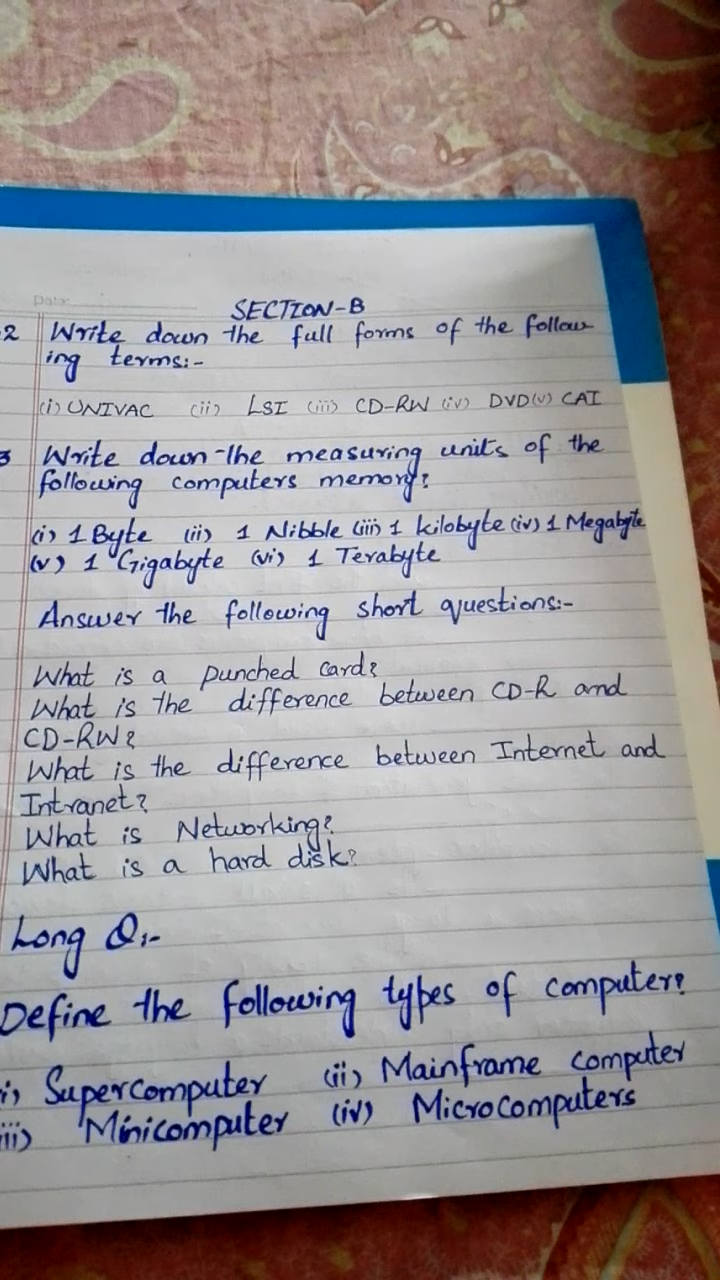 Date
SECTION-B
2 Write down the full forms of the follow-
ing terms:-
(i) UNIVAC (ii) LSI (iii) CD-RW (iv) DVD (v) CAI
3 Write down the measuring units of the
following computers memory?
(i) 1 Byte (ii) 1 Nibble (iii) 1 kilobyte (iv) 1 Megabyte
(v) 1 Gigabyte (vi) 1 Terabyte
Answer the following short questions:-
What is a punched card?
What is the difference between CD-R and
CD-RW?
What is the difference between Internet and
Intranet?
What is Networking?
What is a hard disk?
Long Q:-
Define the following types of computer?
i) Supercomputer (ii) Mainframe computer
iii) Minicomputer (iv) Microcomputers